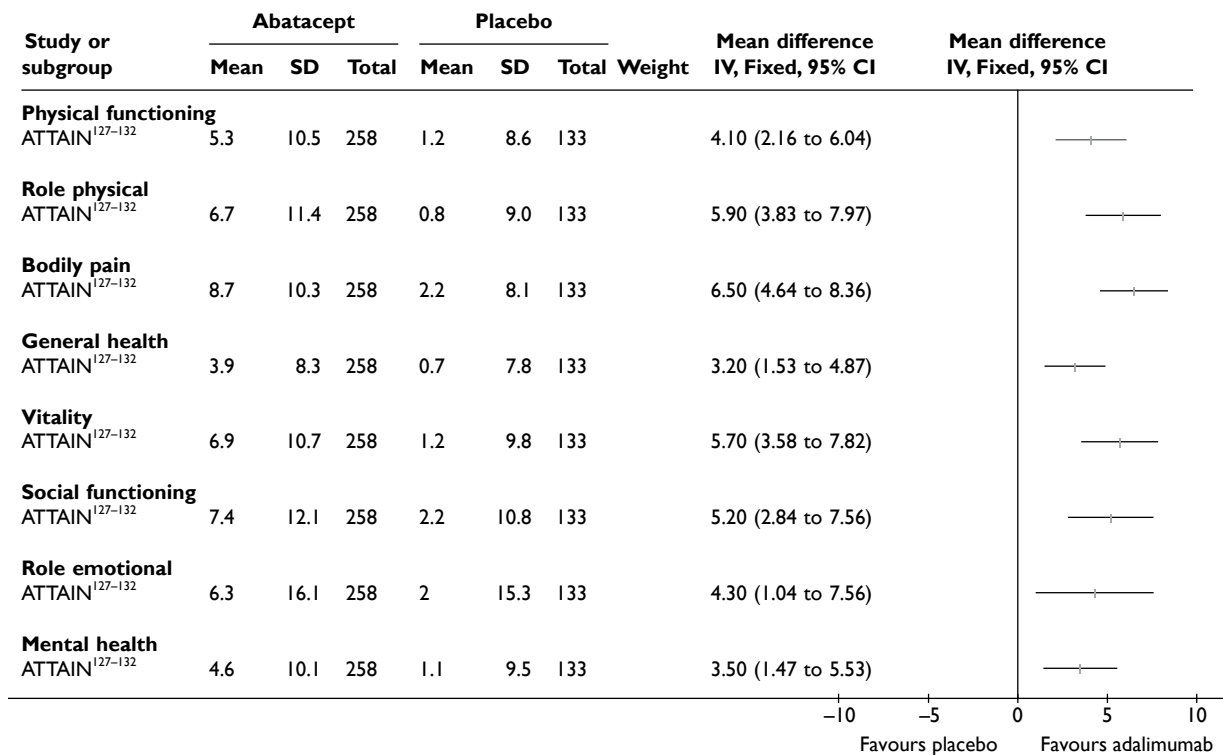 Abatacept Placebo
Study or subgroup Mean SD Total Mean SD Total Weight Mean difference IV, Fixed, 95% CI Mean difference IV, Fixed, 95% CI
Physical functioning
ATTAIN127–132 5.3 10.5 258 1.2 8.6 133 4.10 (2.16 to 6.04)
Role physical
ATTAIN127–132 6.7 11.4 258 0.8 9.0 133 5.90 (3.83 to 7.97)
Bodily pain
ATTAIN127–132 8.7 10.3 258 2.2 8.1 133 6.50 (4.64 to 8.36)
General health
ATTAIN127–132 3.9 8.3 258 0.7 7.8 133 3.20 (1.53 to 4.87)
Vitality
ATTAIN127–132 6.9 10.7 258 1.2 9.8 133 5.70 (3.58 to 7.82)
Social functioning
ATTAIN127–132 7.4 12.1 258 2.2 10.8 133 5.20 (2.84 to 7.56)
Role emotional
ATTAIN127–132 6.3 16.1 258 2 15.3 133 4.30 (1.04 to 7.56)
Mental health
ATTAIN127–132 4.6 10.1 258 1.1 9.5 133 3.50 (1.47 to 5.53)
–10 –5 0 5 10
Favours placebo Favours adalimumab